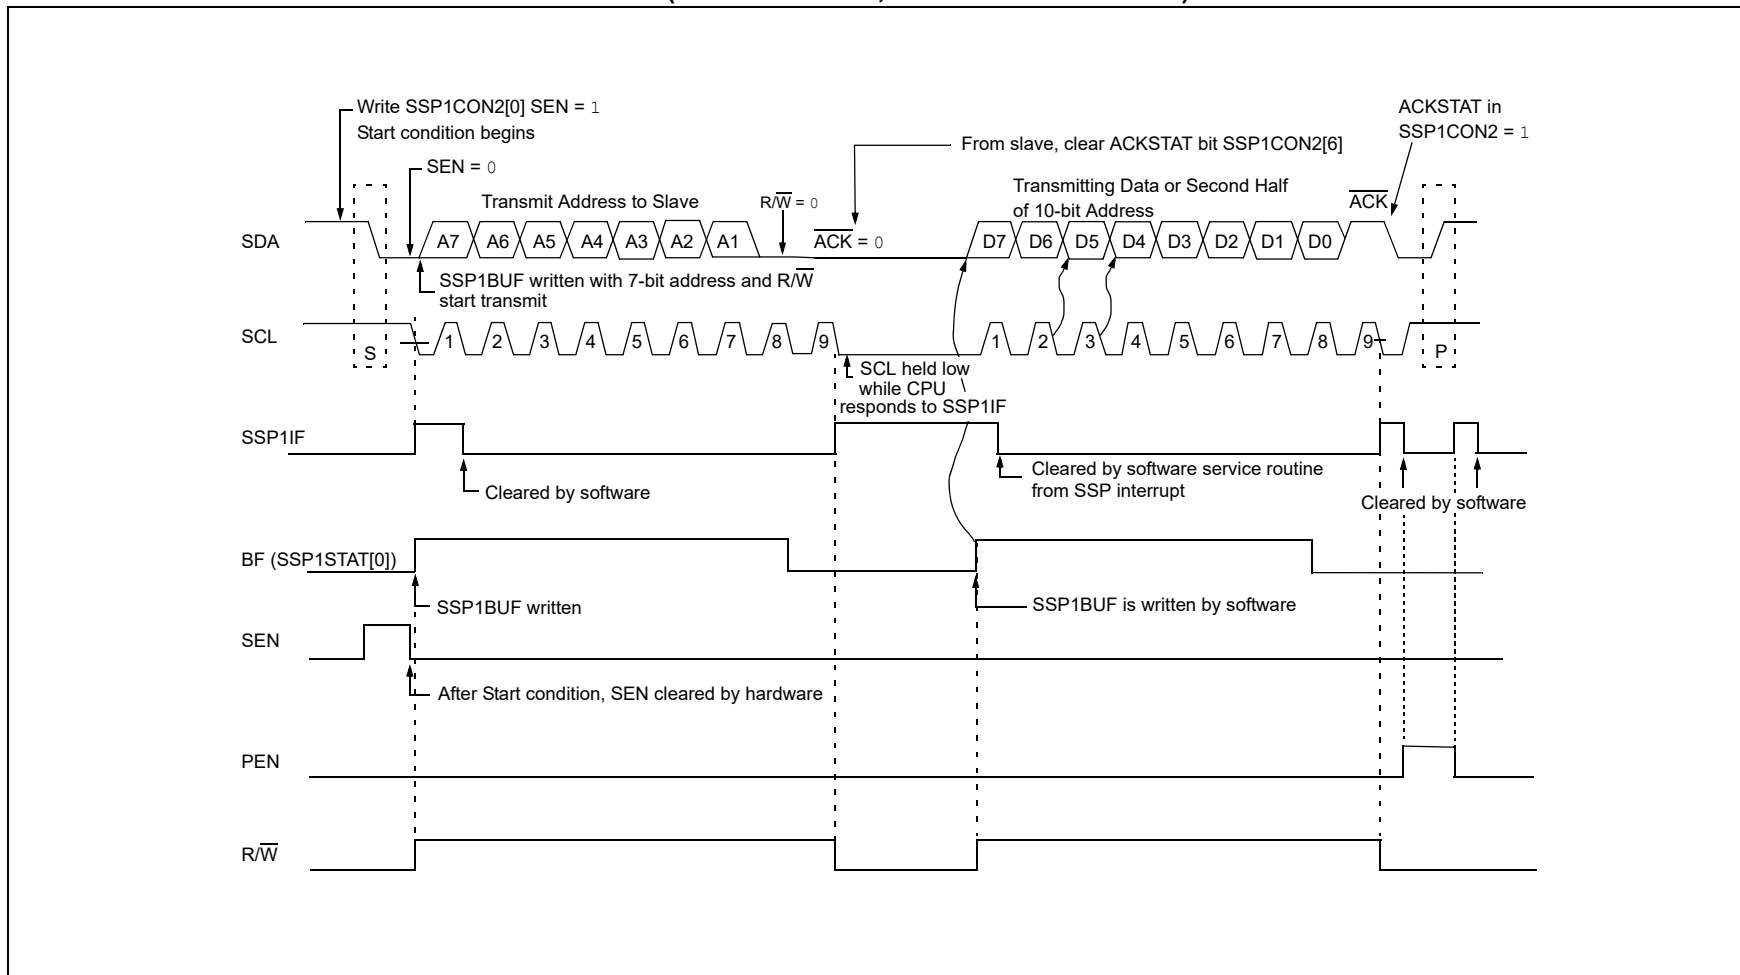 Write SSP1CON2[0] SEN = 1
Start condition begins
ACKSTAT in
SSP1CON2 = 1
From slave, clear ACKSTAT bit SSP1CON2[6]
SEN = 0
Transmit Address to Slave
R/W̅ = 0
Transmitting Data or Second Half
of 10-bit Address
A̅C̅K̅
SDA
A7 A6 A5 A4 A3 A2 A1
A̅C̅K̅ = 0
D7 D6 D5 D4 D3 D2 D1 D0
SSP1BUF written with 7-bit address and R/W̅
start transmit
SCL
S
1 2 3 4 5 6 7 8 9
1 2 3 4 5 6 7 8 9
P
SCL held low
while CPU
responds to SSP1IF
SSP1IF
Cleared by software
Cleared by software service routine
from SSP interrupt
Cleared by software
BF (SSP1STAT[0])
SSP1BUF written
SSP1BUF is written by software
SEN
After Start condition, SEN cleared by hardware
PEN
R/W̅